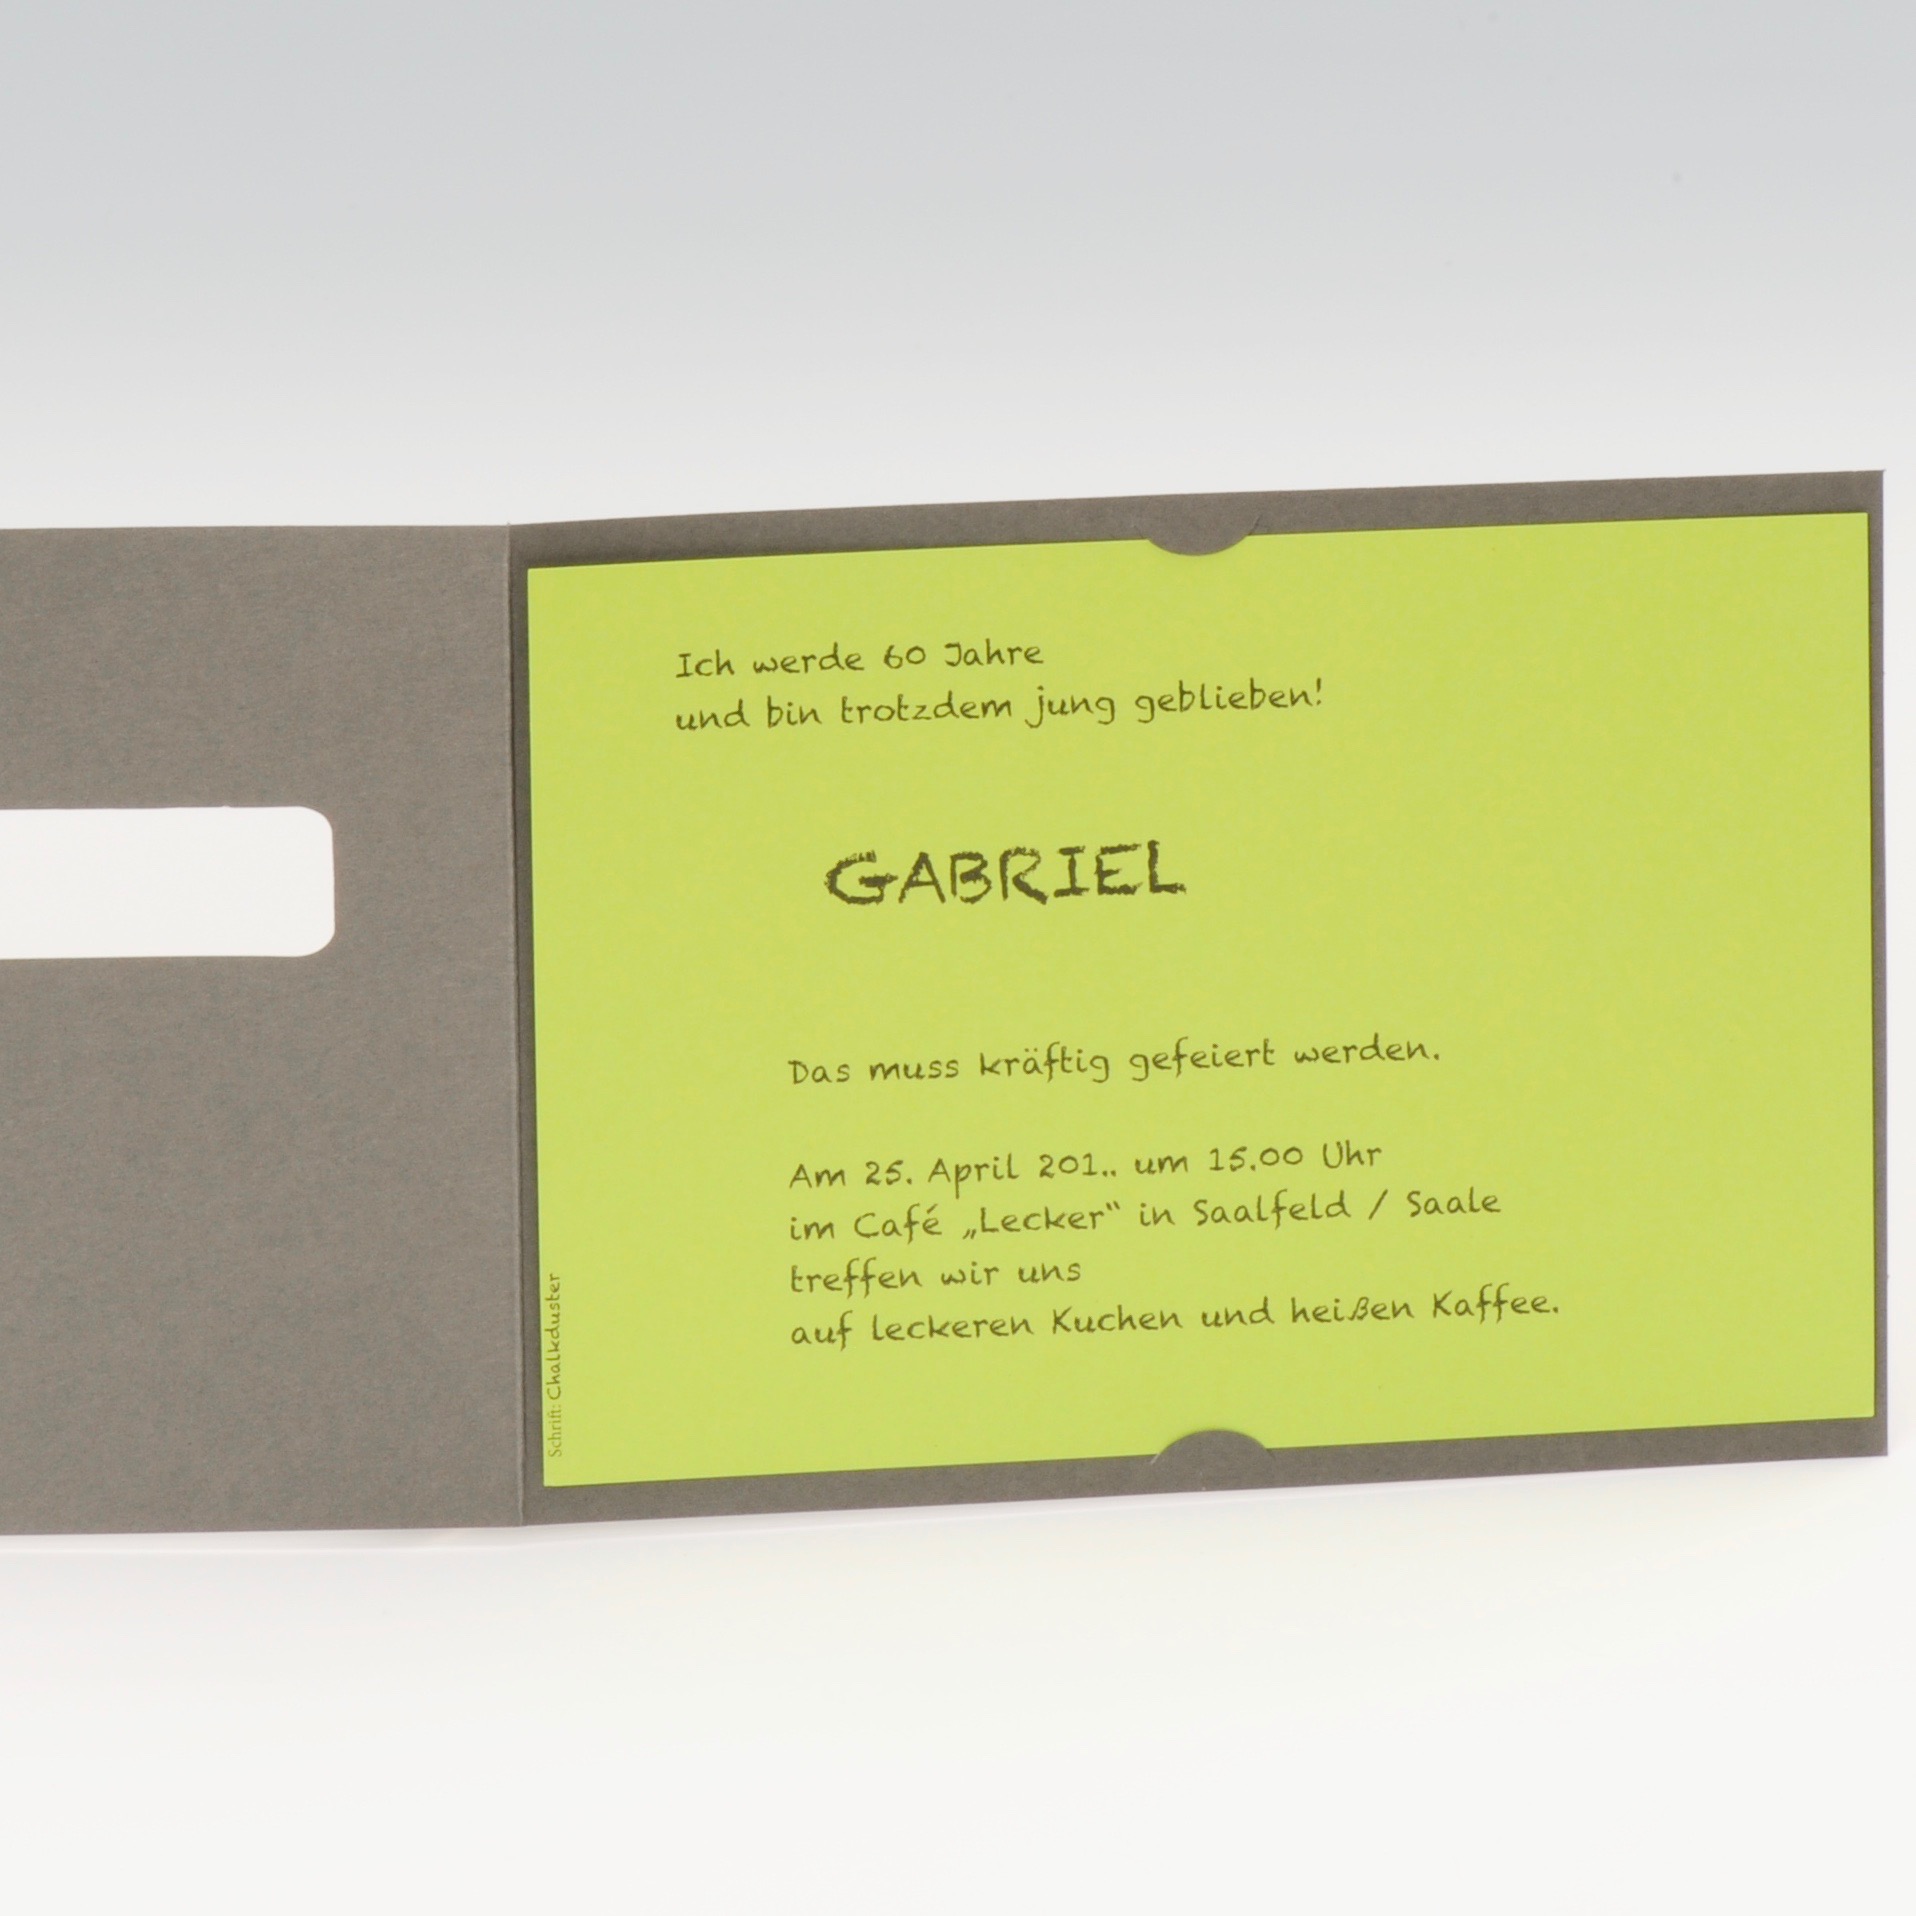 Ich werde 60 Jahre
und bin trotzdem jung geblieben!
GABRIEL
Das muss kräftig gefeiert werden.
Am 25. April 201.. um 15.00 Uhr
im Café „Lecker“ in Saalfeld / Saale
treffen wir uns
auf leckeren Kuchen und heißen Kaffee.
Schrift: Chalkduster